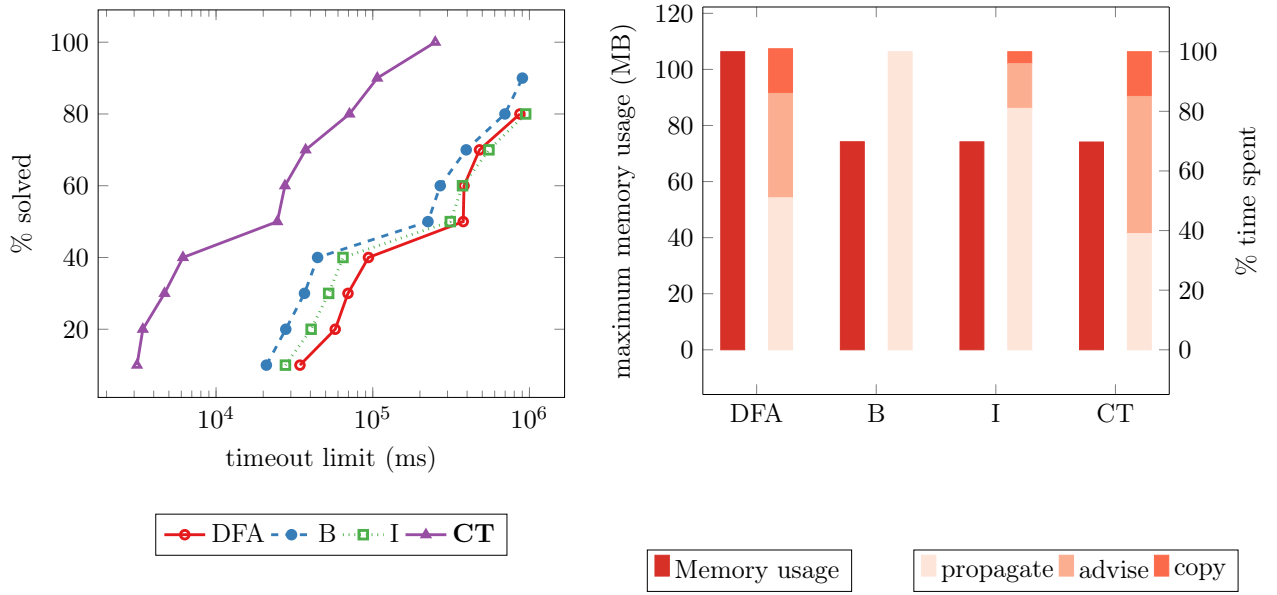 100
80
60
40
20
% solved
10^4
10^5
10^6
timeout limit (ms)
DFA B I CT
120
100
80
60
40
20
0
maximum memory usage (MB)
100
80
60
40
20
0
% time spent
DFA B I CT
Memory usage
propagate advise copy